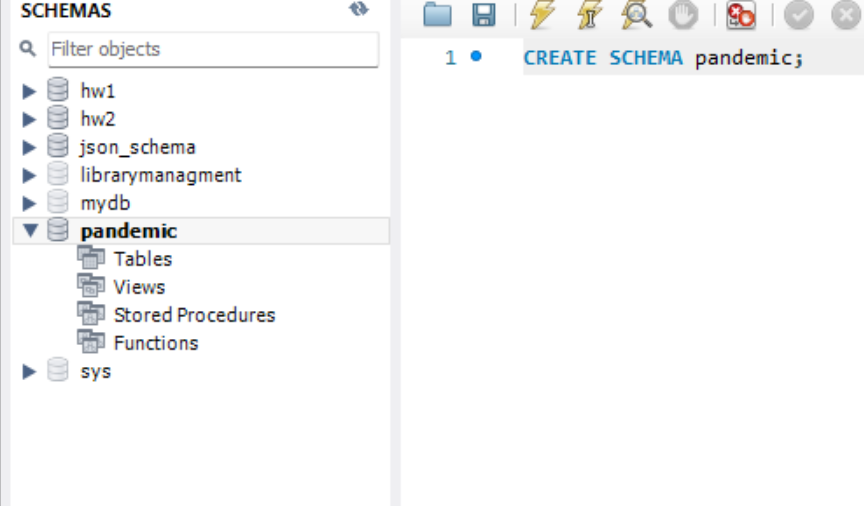 SCHEMAS
Filter objects
hw1
hw2
json_schema
librarymanagment
mydb
pandemic
Tables
Views
Stored Procedures
Functions
sys
1 CREATE SCHEMA pandemic;